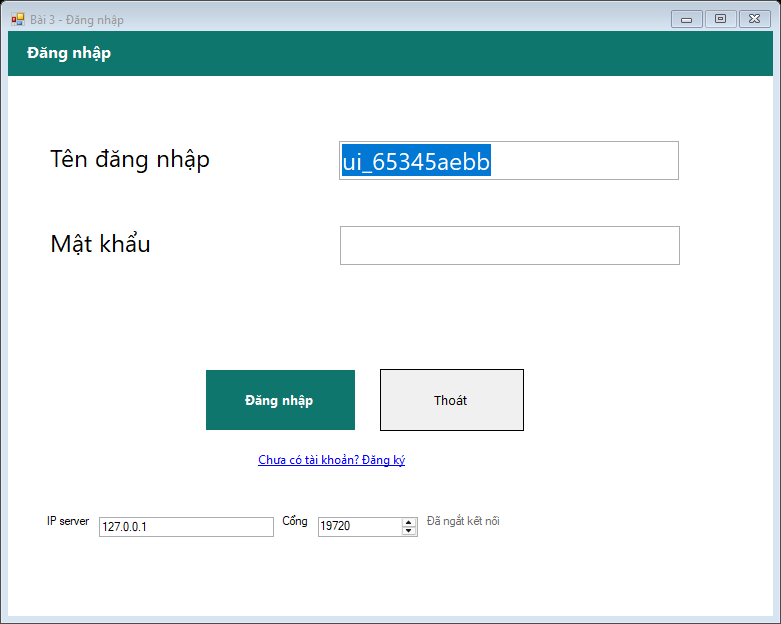 Bài 3 - Đăng nhập
Đăng nhập
Tên đăng nhập ui_65345aebb
Mật khẩu
Đăng nhập Thoát
Chưa có tài khoản? Đăng ký
IP server 127.0.0.1 Cổng 19720 Đã ngắt kết nối